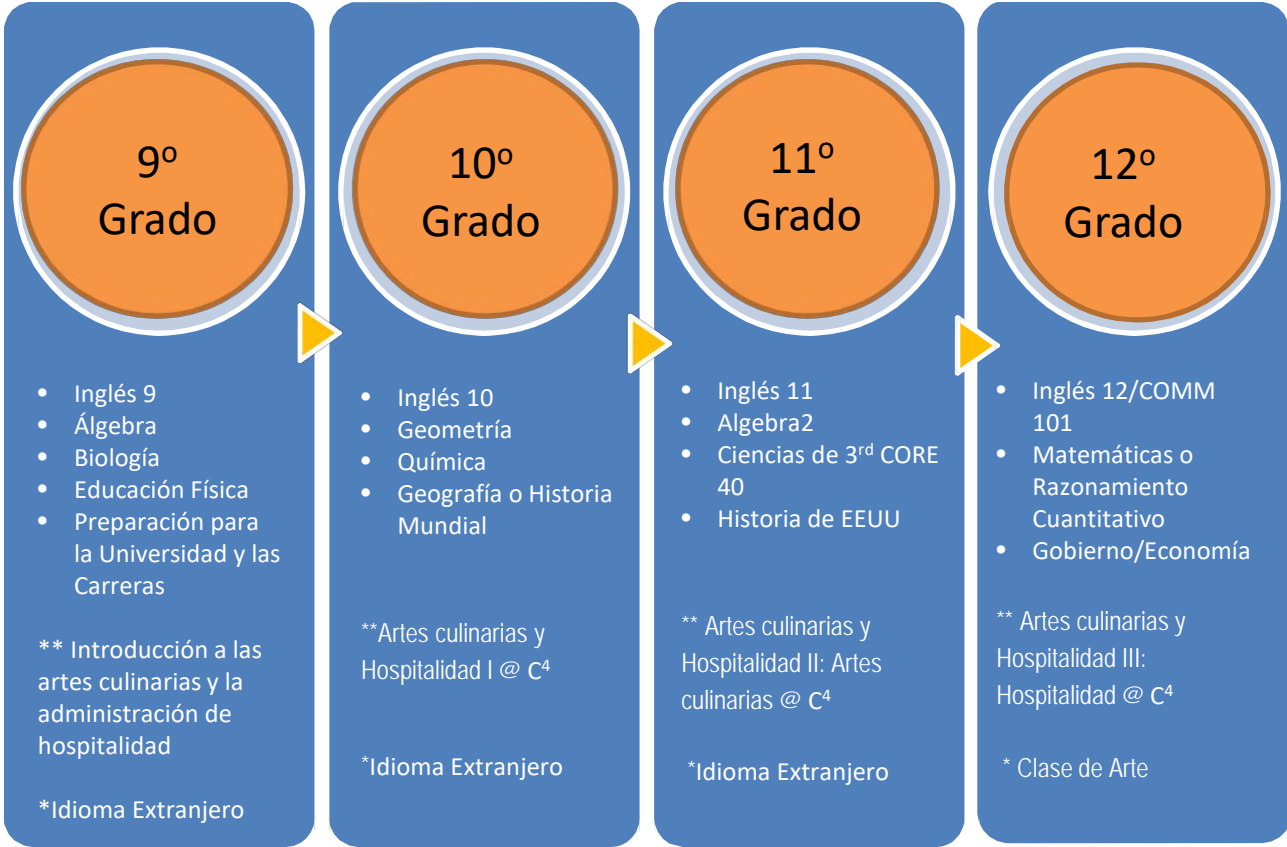 9º
Grado
• Inglés 9
• Álgebra
• Biología
• Educación Física
• Preparación para
la Universidad y las
Carreras
** Introducción a las
artes culinarias y la
administración de
hospitalidad
*Idioma Extranjero
10º
Grado
• Inglés 10
• Geometría
• Química
• Geografía o Historia
Mundial
**Artes culinarias y
Hospitalidad I @ C⁴
*Idioma Extranjero
11º
Grado
• Inglés 11
• Algebra2
• Ciencias de 3ʳᵈ CORE
40
• Historia de EEUU
** Artes culinarias y
Hospitalidad II: Artes
culinarias @ C⁴
*Idioma Extranjero
12º
Grado
• Inglés 12/COMM
101
• Matemáticas o
Razonamiento
Cuantitativo
• Gobierno/Economía
** Artes culinarias y
Hospitalidad III:
Hospitalidad @ C⁴
* Clase de Arte